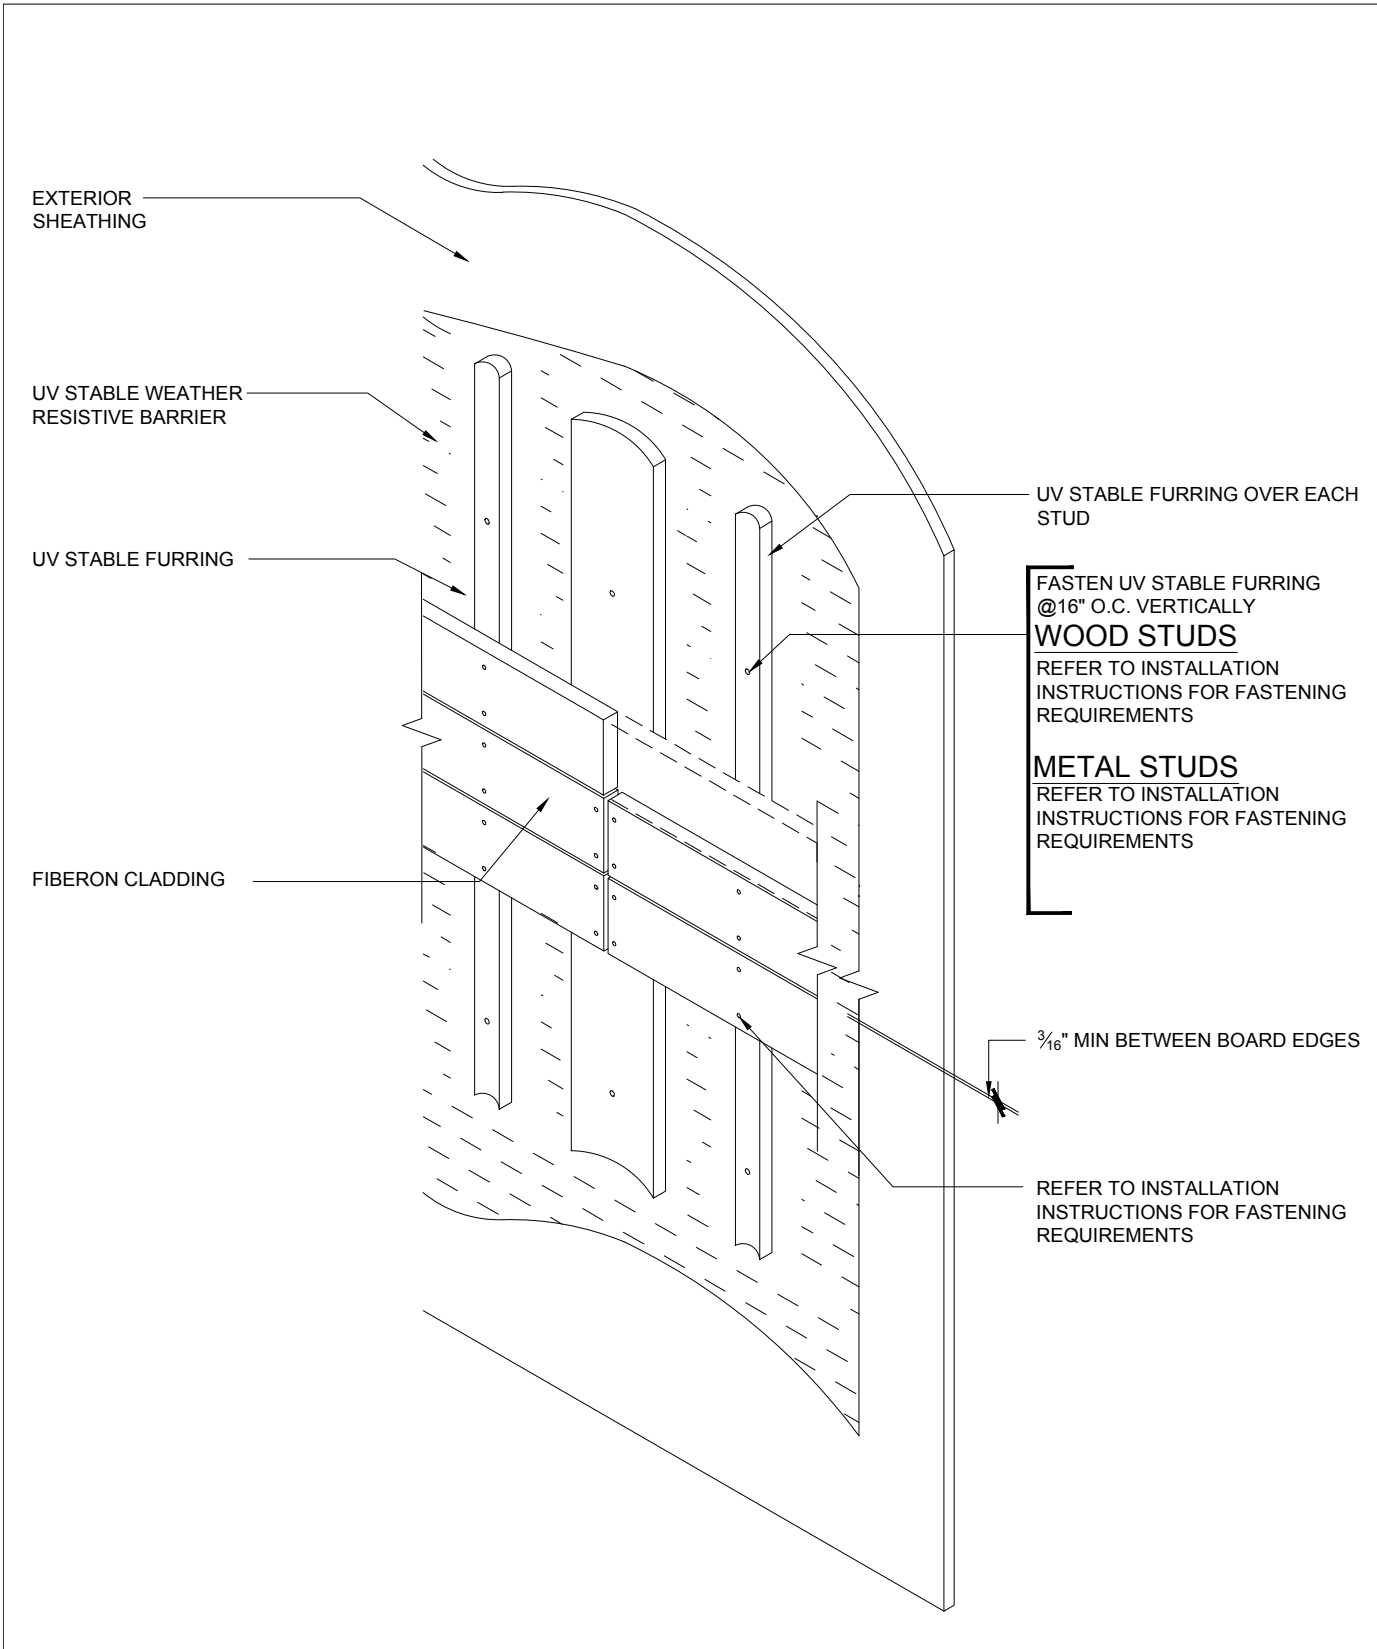 EXTERIOR
SHEATHING
UV STABLE WEATHER
RESISTIVE BARRIER
UV STABLE FURRING
FIBERON CLADDING
UV STABLE FURRING OVER EACH
STUD
FASTEN UV STABLE FURRING
@16" O.C. VERTICALLY
WOOD STUDS
REFER TO INSTALLATION
INSTRUCTIONS FOR FASTENING
REQUIREMENTS
METAL STUDS
REFER TO INSTALLATION
INSTRUCTIONS FOR FASTENING
REQUIREMENTS
3/16" MIN BETWEEN BOARD EDGES
REFER TO INSTALLATION
INSTRUCTIONS FOR FASTENING
REQUIREMENTS